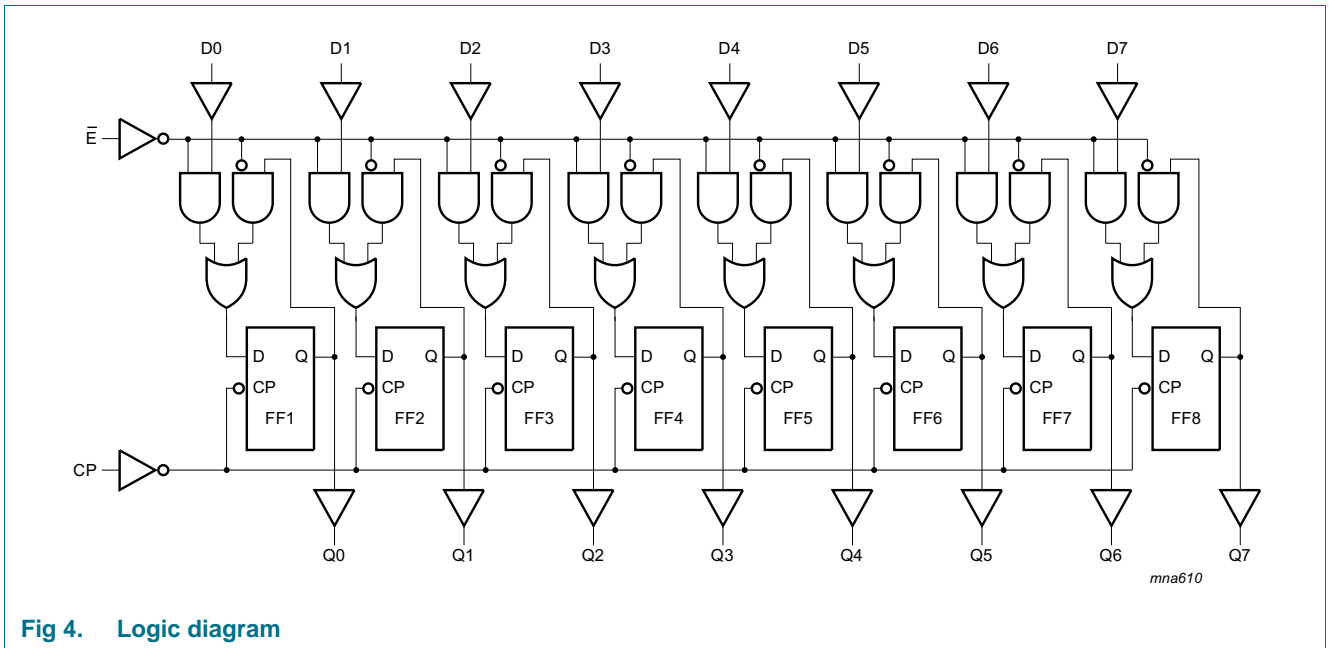 D0 D1 D2 D3 D4 D5 D6 D7
E̅
D Q D Q D Q D Q D Q D Q D Q D Q
CP CP CP CP CP CP CP CP
FF1 FF2 FF3 FF4 FF5 FF6 FF7 FF8
CP
Q0 Q1 Q2 Q3 Q4 Q5 Q6 Q7
mna610
Fig 4. Logic diagram